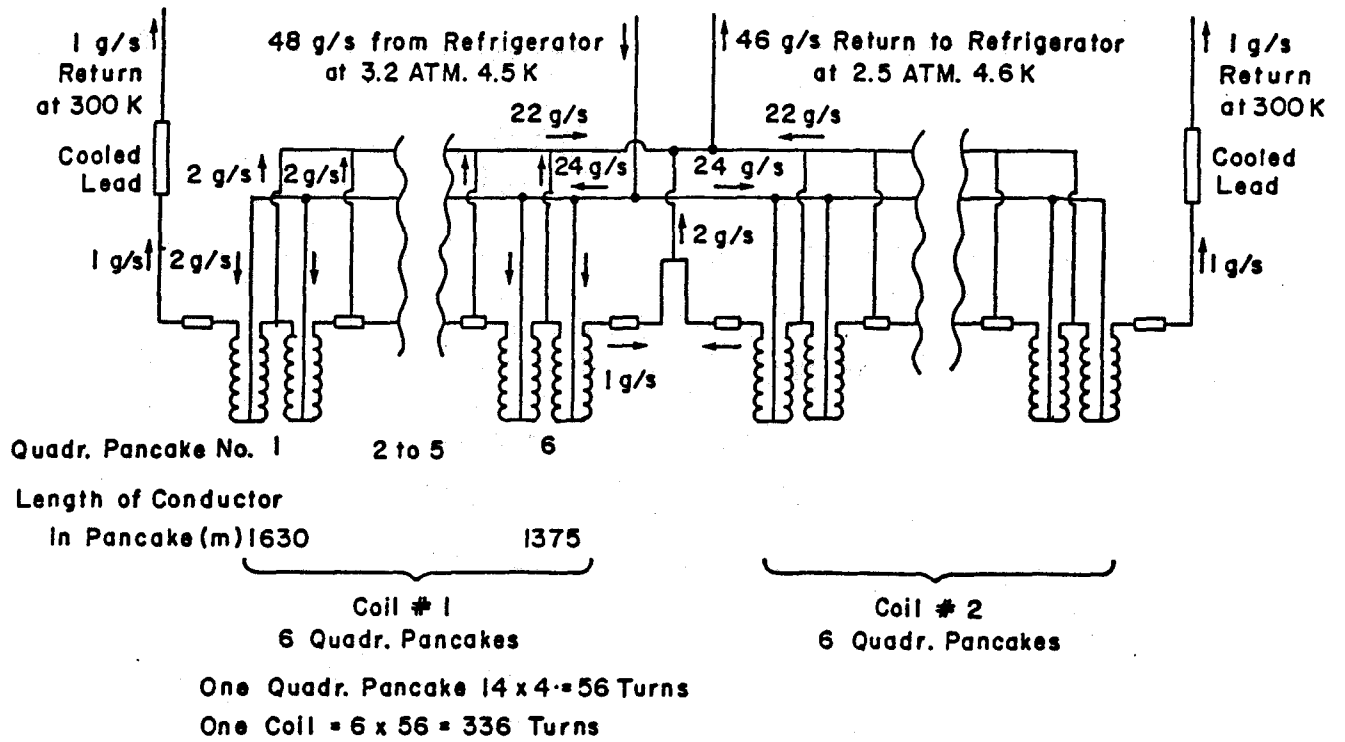 1 g/s
Return
at 300 K
48 g/s from Refrigerator
at 3.2 ATM. 4.5 K
46 g/s Return to Refrigerator
at 2.5 ATM. 4.6 K
1 g/s
Return
at 300 K
22 g/s
22 g/s
Cooled
Lead
2 g/s
2 g/s
24 g/s
24 g/s
Cooled
Lead
1 g/s
2 g/s
2 g/s
1 g/s
1 g/s
Quadr. Pancake No. 1
2 to 5
6
Length of Conductor
In Pancake (m) 1630
1375
Coil # 1
6 Quadr. Pancakes
Coil # 2
6 Quadr. Pancakes
One Quadr. Pancake 14 x 4 = 56 Turns
One Coil = 6 x 56 = 336 Turns